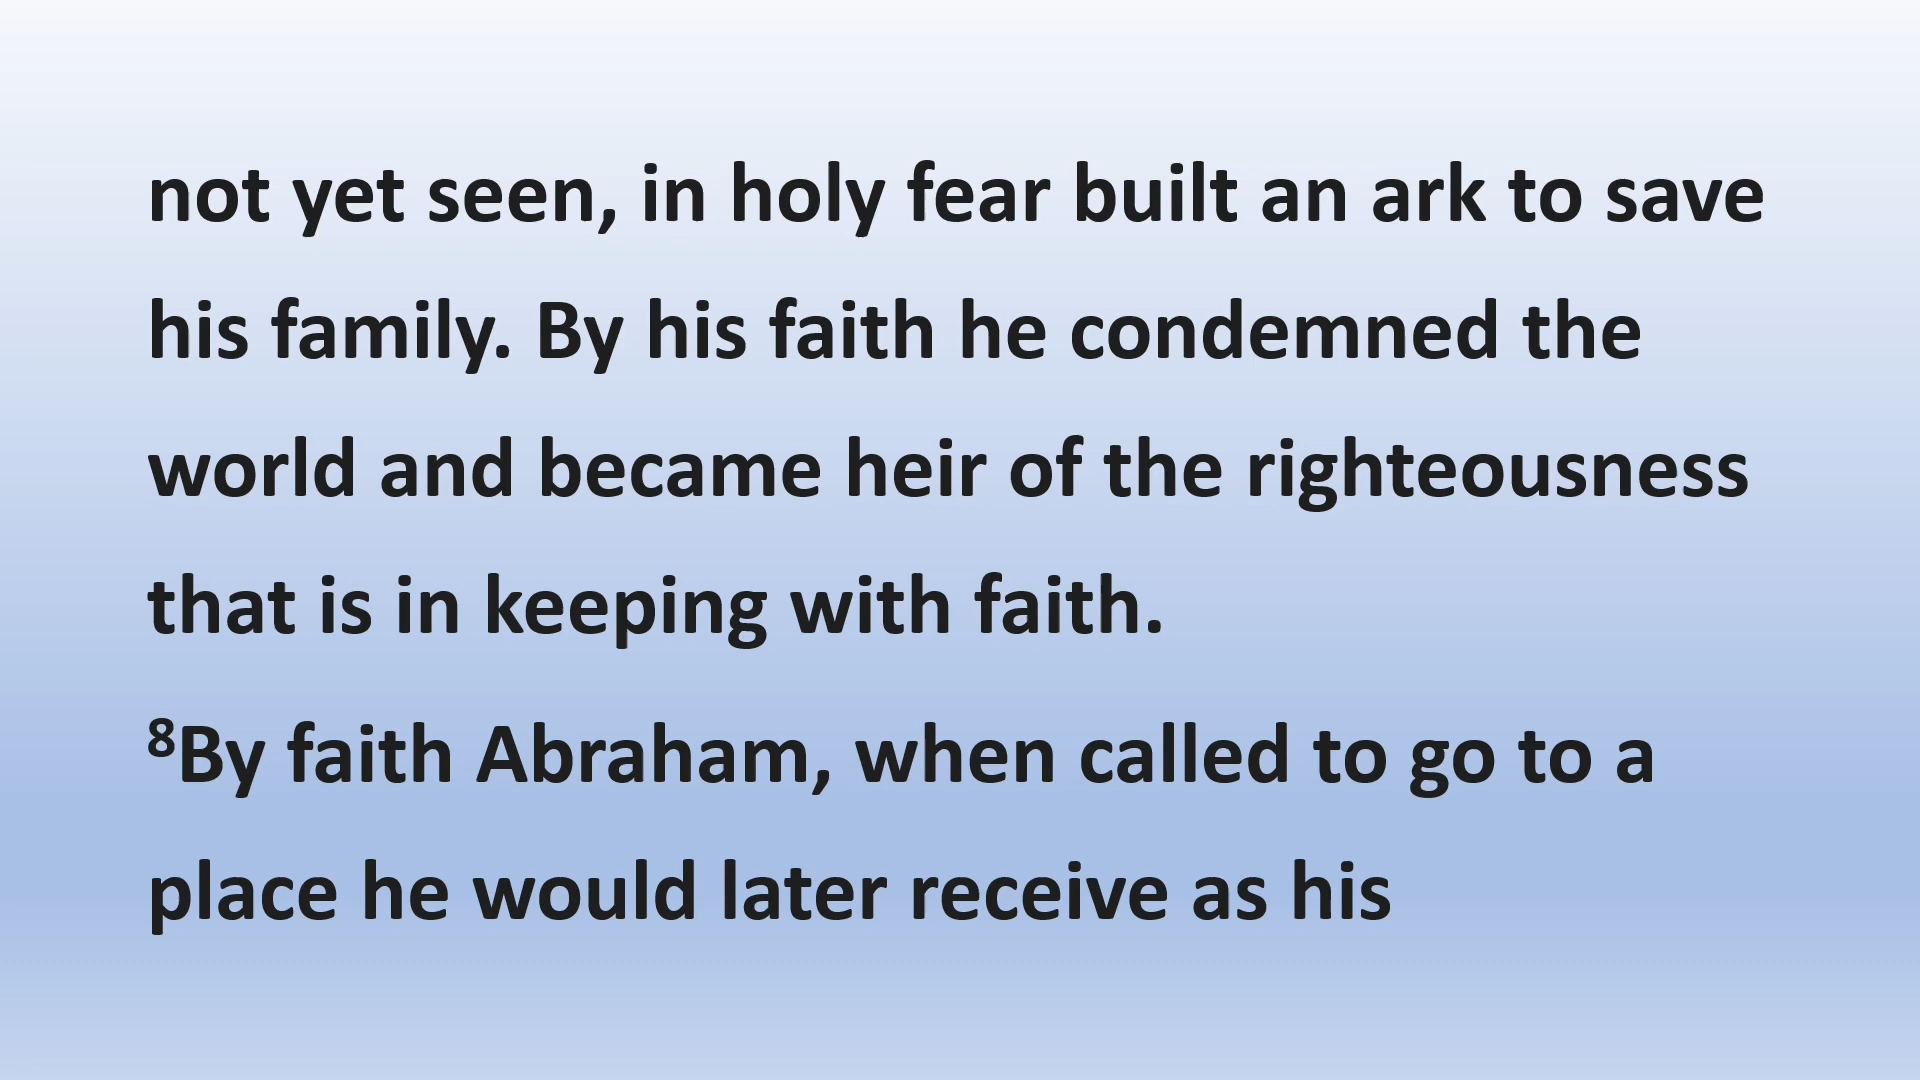 not yet seen, in holy fear built an ark to save
his family. By his faith he condemned the
world and became heir of the righteousness
that is in keeping with faith.
⁸By faith Abraham, when called to go to a
place he would later receive as his